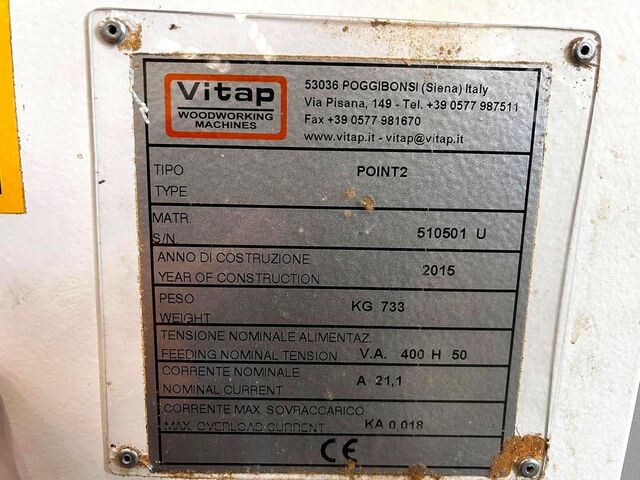 Vitap
WOODWORKING
MACHINES
53036 POGGIBONSI (Siena) Italy
Via Pisana, 149 - Tel. +39 0577 987511
Fax +39 0577 981670
www.vitap.it - vitap@vitap.it
TIPO POINT2
TYPE
MATR.
S/N. 510501 U
ANNO DI COSTRUZIONE
YEAR OF CONSTRUCTION 2015
PESO KG 733
WEIGHT
TENSIONE NOMINALE ALIMENTAZ.
FEEDING NOMINAL TENSION V.A. 400 H 50
CORRENTE NOMINALE
NOMINAL CURRENT A 21,1
CORRENTE MAX. SOVRACCARICO
MAX. OVERLOAD CURRENT KA 0,018
CE